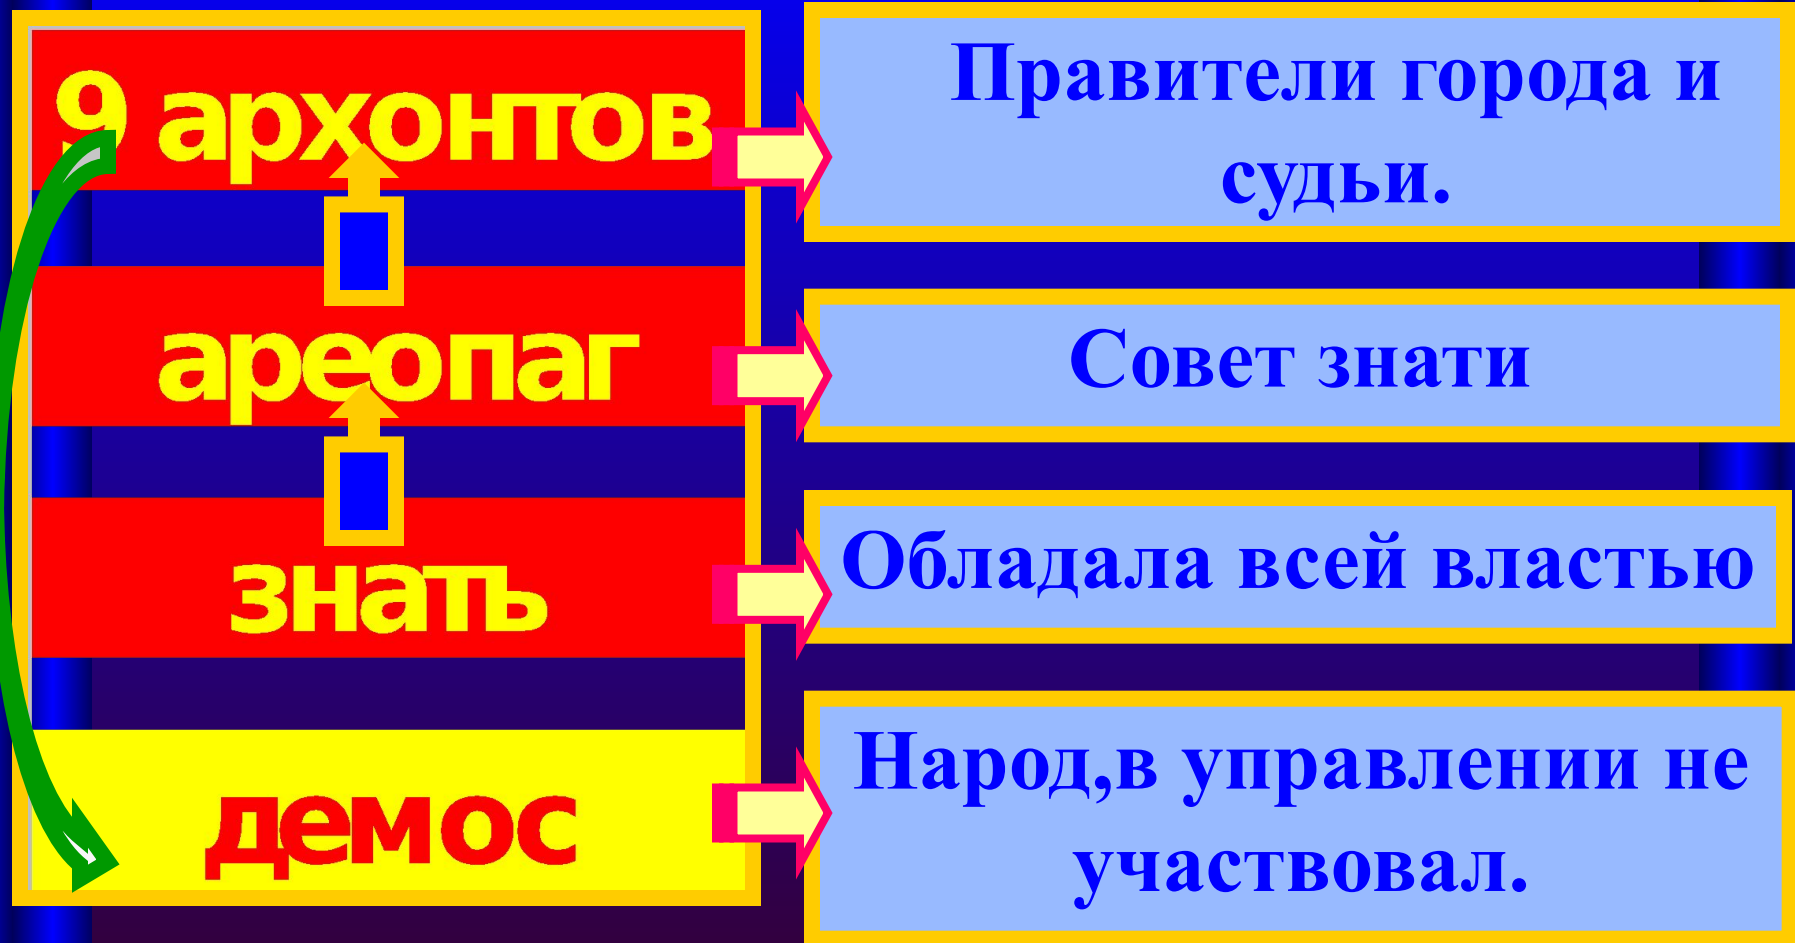 9 архонтов
Правители города и
судьи.
ареопаг
Совет знати
знать
Обладала всей властью
демос
Народ,в управлении не
участвовал.